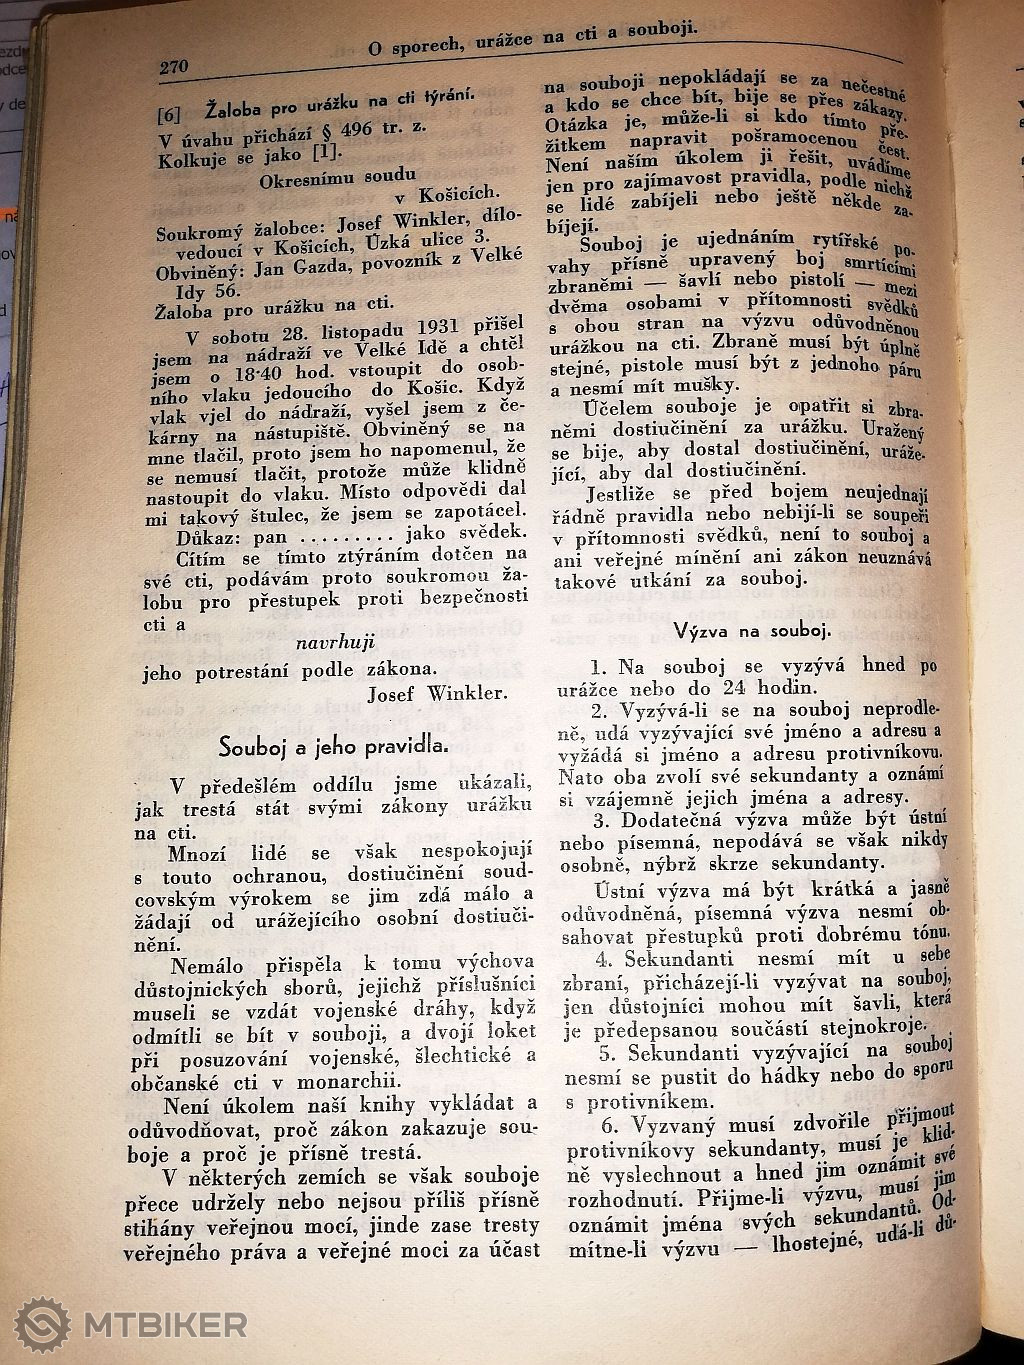 270
O sporech, urážce na cti a souboji.
[6] Žaloba pro urážku na cti týrání.
V úvahu přichází § 496 tr. z.
Kolkuje se jako [1].
Okresnímu soudu
v Košicích.
Soukromý žalobce: Josef Winkler, dílo-
vedoucí v Košicích, Úzká ulice 3.
Obviněný: Jan Gazda, povozník z Velké
Idy 56.
Žaloba pro urážku na cti.
V sobotu 28. listopadu 1931 přišel
jsem na nádraží ve Velké Idě a chtěl
jsem o 18·40 hod. vstoupit do osob-
ního vlaku jedoucího do Košic. Když
vlak vjel do nádraží, vyšel jsem z če-
kárny na nástupiště. Obviněný se na
mne tlačil, proto jsem ho napomenul, že
se nemusí tlačit, protože může klidně
nastoupit do vlaku. Místo odpovědi dal
mi takový štulec, že jsem se zapotácel.
Důkaz: pan ......... jako svědek.
Cítím se tímto ztýráním dotčen na
své cti, podávám proto soukromou ža-
lobu pro přestupek proti bezpečnosti
cti a
navrhuji
jeho potrestání podle zákona.
Josef Winkler.
Souboj a jeho pravidla.
V předešlém oddílu jsme ukázali,
jak trestá stát svými zákony urážku
na cti.
Mnozí lidé se však nespokojují
s touto ochranou, dostiučinění soud-
covským výrokem se jim zdá málo a
žádají od urážejícího osobní dostiuči-
nění.
Nemálo přispěla k tomu výchova
důstojnických sborů, jejichž příslušníci
museli se vzdát vojenské dráhy, když
odmítli se bít v souboji, a dvojí loket
při posuzování vojenské, šlechtické a
občanské cti v monarchii.
Není úkolem naší knihy vykládat a
odůvodňovat, proč zákon zakazuje sou-
boje a proč je přísně trestá.
V některých zemích se však souboje
přece udržely nebo nejsou příliš přísně
stihány veřejnou mocí, jinde zase tresty
veřejného práva a veřejné moci za účast
na souboji nepokládají se za nečestné
a kdo se chce bít, bije se přes zákazy.
Otázka je, může-li si kdo tímto pře-
žitkem napravit pošramocenou čest.
Není naším úkolem ji řešit, uvádíme
jen pro zajímavost pravidla, podle nichž
se lidé zabíjeli nebo ještě někde za-
bíjejí.
Souboj je ujednáním rytířské po-
vahy přísně upravený boj smrtícími
zbraněmi — šavlí nebo pistolí — mezi
dvěma osobami v přítomnosti svědků
s obou stran na výzvu odůvodněnou
urážkou na cti. Zbraně musí být úplně
stejné, pistole musí být z jednoho páru
a nesmí mít mušky.
Účelem souboje je opatřit si zbra-
němi dostiučinění za urážku. Uražený
se bije, aby dostal dostiučinění, uráže-
jící, aby dal dostiučinění.
Jestliže se před bojem neujednají
řádně pravidla nebo nebijí-li se soupeři
v přítomnosti svědků, není to souboj a
ani veřejné mínění ani zákon neuznává
takové utkání za souboj.
Výzva na souboj.
1. Na souboj se vyzývá hned po
urážce nebo do 24 hodin.
2. Vyzývá-li se na souboj neprodle-
ně, udá vyzývající své jméno a adresu a
vyžádá si jméno a adresu protivníkovu.
Nato oba zvolí své sekundanty a oznámí
si vzájemně jejich jména a adresy.
3. Dodatečná výzva může být ústní
nebo písemná, nepodává se však nikdy
osobně, nýbrž skrze sekundanty.
Ústní výzva má být krátká a jasně
odůvodněná, písemná výzva nesmí ob-
sahovat přestupků proti dobrému tónu.
4. Sekundanti nesmí mít u sebe
zbraní, přicházejí-li vyzývat na souboj,
jen důstojníci mohou mít šavli, která
je předepsanou součástí stejnokroje.
5. Sekundanti vyzývající na souboj
nesmí se pustit do hádky nebo do sporu
s protivníkem.
6. Vyzvaný musí zdvořile přijmout
protivníkovy sekundanty, musí je klid-
ně vyslechnout a hned jim oznámit své
rozhodnutí. Přijme-li výzvu, musí jim
oznámit jména svých sekundantů. Od-
mítne-li výzvu — lhostejné, udá-li dů-
MTBIKER